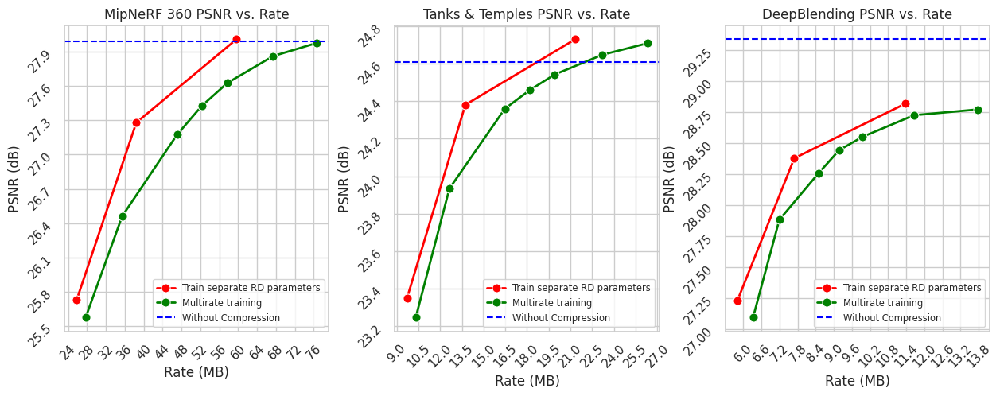 MipNeRF 360 PSNR vs. Rate
PSNR (dB)
27.9
27.6
27.3
27.0
26.7
26.4
26.1
25.8
25.5
Train separate RD parameters
Multirate training
Without Compression
24 28 32 36 40 44 48 52 56 60 64 68 72 76
Rate (MB)
Tanks & Temples PSNR vs. Rate
PSNR (dB)
24.8
24.6
24.4
24.2
24.0
23.8
23.6
23.4
23.2
Train separate RD parameters
Multirate training
Without Compression
9.0 10.5 12.0 13.5 15.0 16.5 18.0 19.5 21.0 22.5 24.0 25.5 27.0
Rate (MB)
DeepBlending PSNR vs. Rate
PSNR (dB)
29.25
29.00
28.75
28.50
28.25
28.00
27.75
27.50
27.25
27.00
Train separate RD parameters
Multirate training
Without Compression
6.0 6.6 7.2 7.8 8.4 9.0 9.6 10.2 10.8 11.4 12.0 12.6 13.2 13.8
Rate (MB)